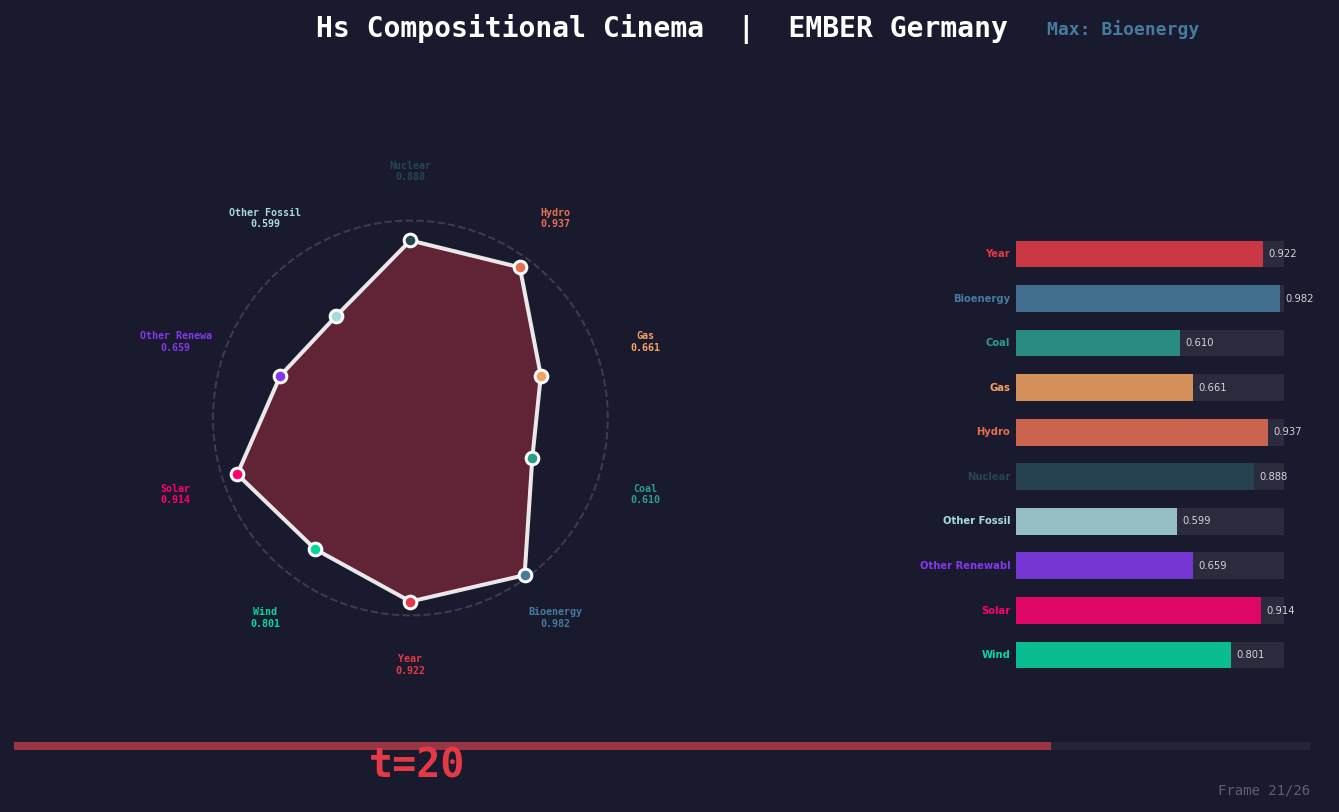 Hs Compositional Cinema | EMBER Germany
Max: Bioenergy
Nuclear
0.888
Other Fossil
0.599
Hydro
0.937
Other Renewa
0.659
Gas
0.661
Solar
0.914
Coal
0.610
Wind
0.801
Bioenergy
0.982
Year
0.922
Year 0.922
Bioenergy 0.982
Coal 0.610
Gas 0.661
Hydro 0.937
Nuclear 0.888
Other Fossil 0.599
Other Renewabl 0.659
Solar 0.914
Wind 0.801
t=20
Frame 21/26